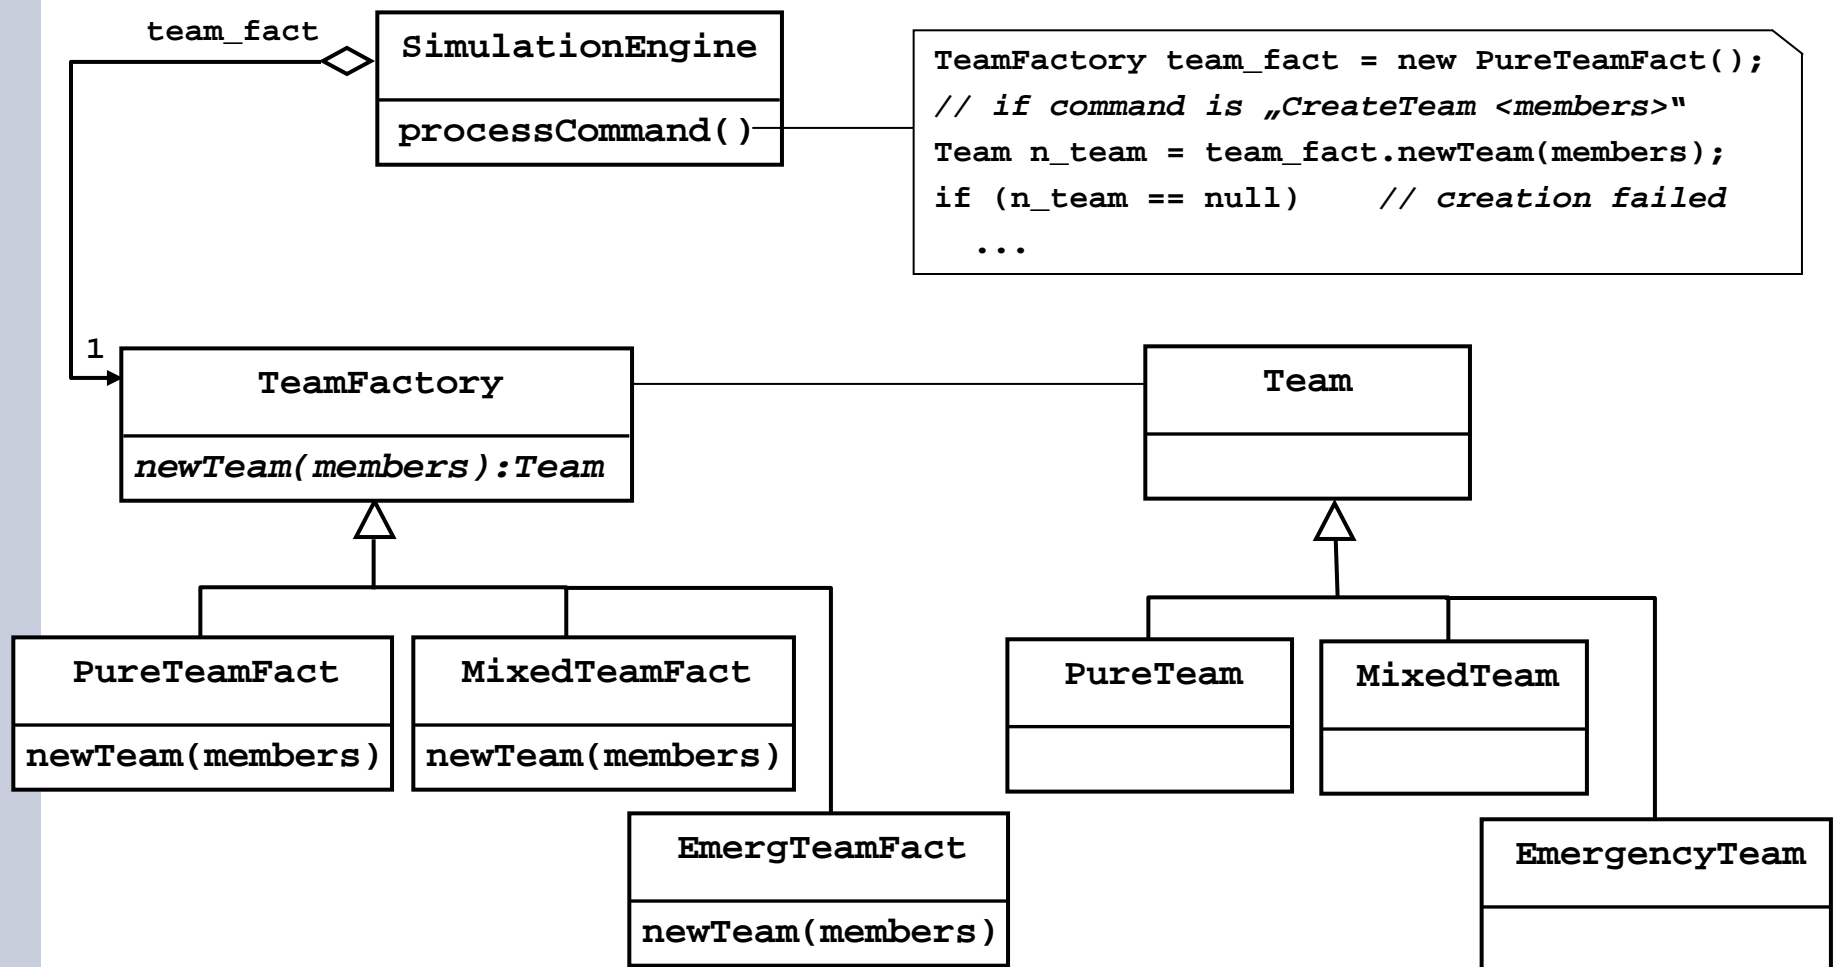 team_fact
SimulationEngine
processCommand()
TeamFactory team_fact = new PureTeamFact();
// if command is „CreateTeam <members>“
Team n_team = team_fact.newTeam(members);
if (n_team == null)    // creation failed
...
1
TeamFactory
newTeam(members):Team
Team
PureTeamFact
newTeam(members)
MixedTeamFact
newTeam(members)
EmergTeamFact
newTeam(members)
PureTeam
MixedTeam
EmergencyTeam